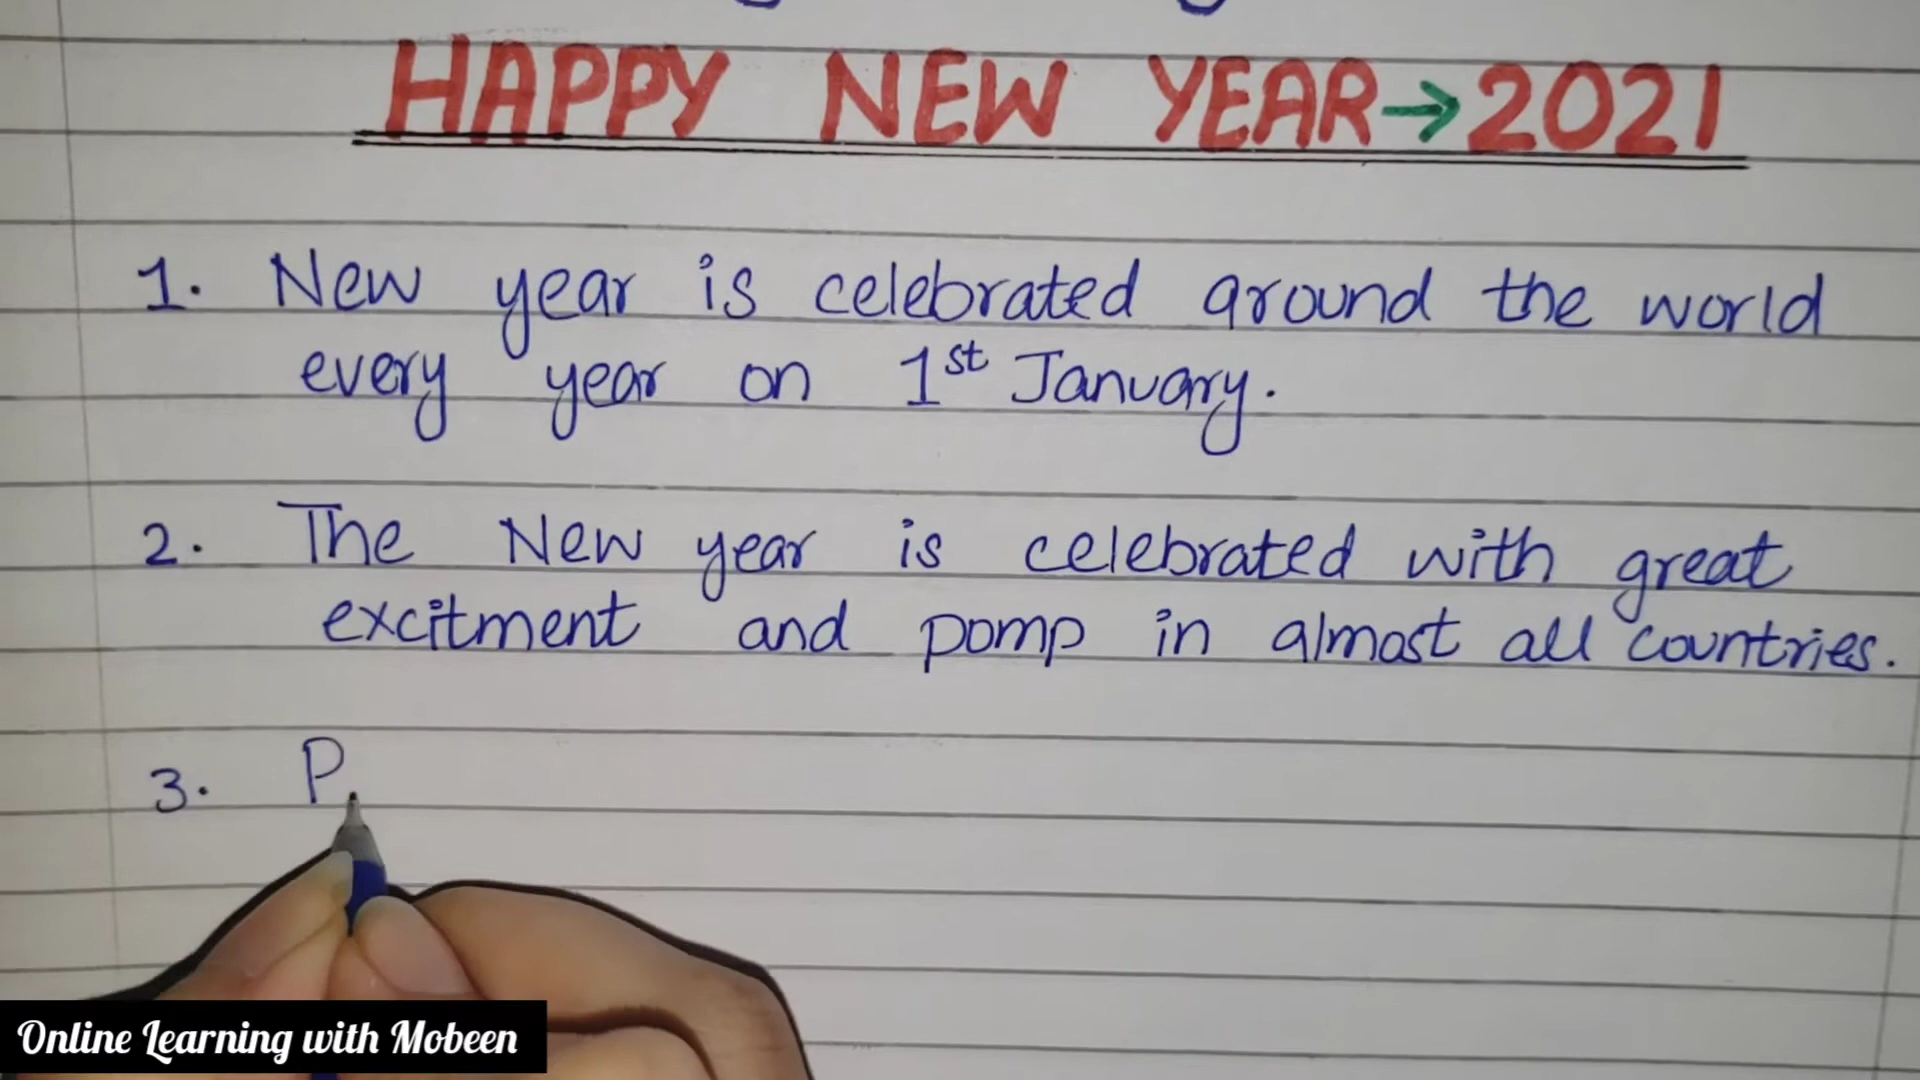 HAPPY NEW YEAR→2021
1. New year is celebrated around the world
every year on 1st January.
2. The New year is celebrated with great
excitment and pomp in almost all countries.
3. P
Online Learning with Mobeen